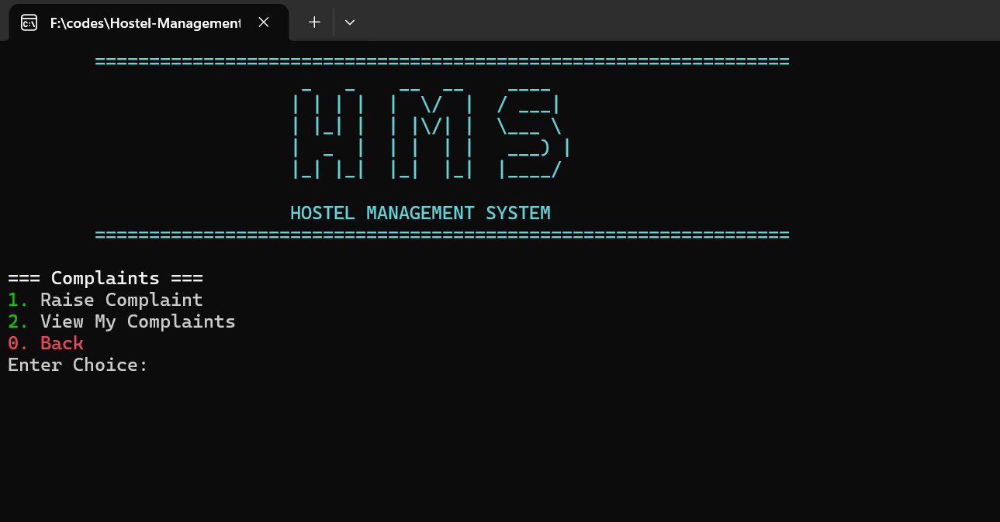 F:\codes\Hostel-Management
================================================================
 _   _    __  __    ____
| | | |  |  \/  |  / ___|
| |_| |  | |\/| |  \___ \
|  _  |  | |  | |   ___) |
|_| |_|  |_|  |_|  |____/
HOSTEL MANAGEMENT SYSTEM
================================================================
=== Complaints ===
1. Raise Complaint
2. View My Complaints
0. Back
Enter Choice: